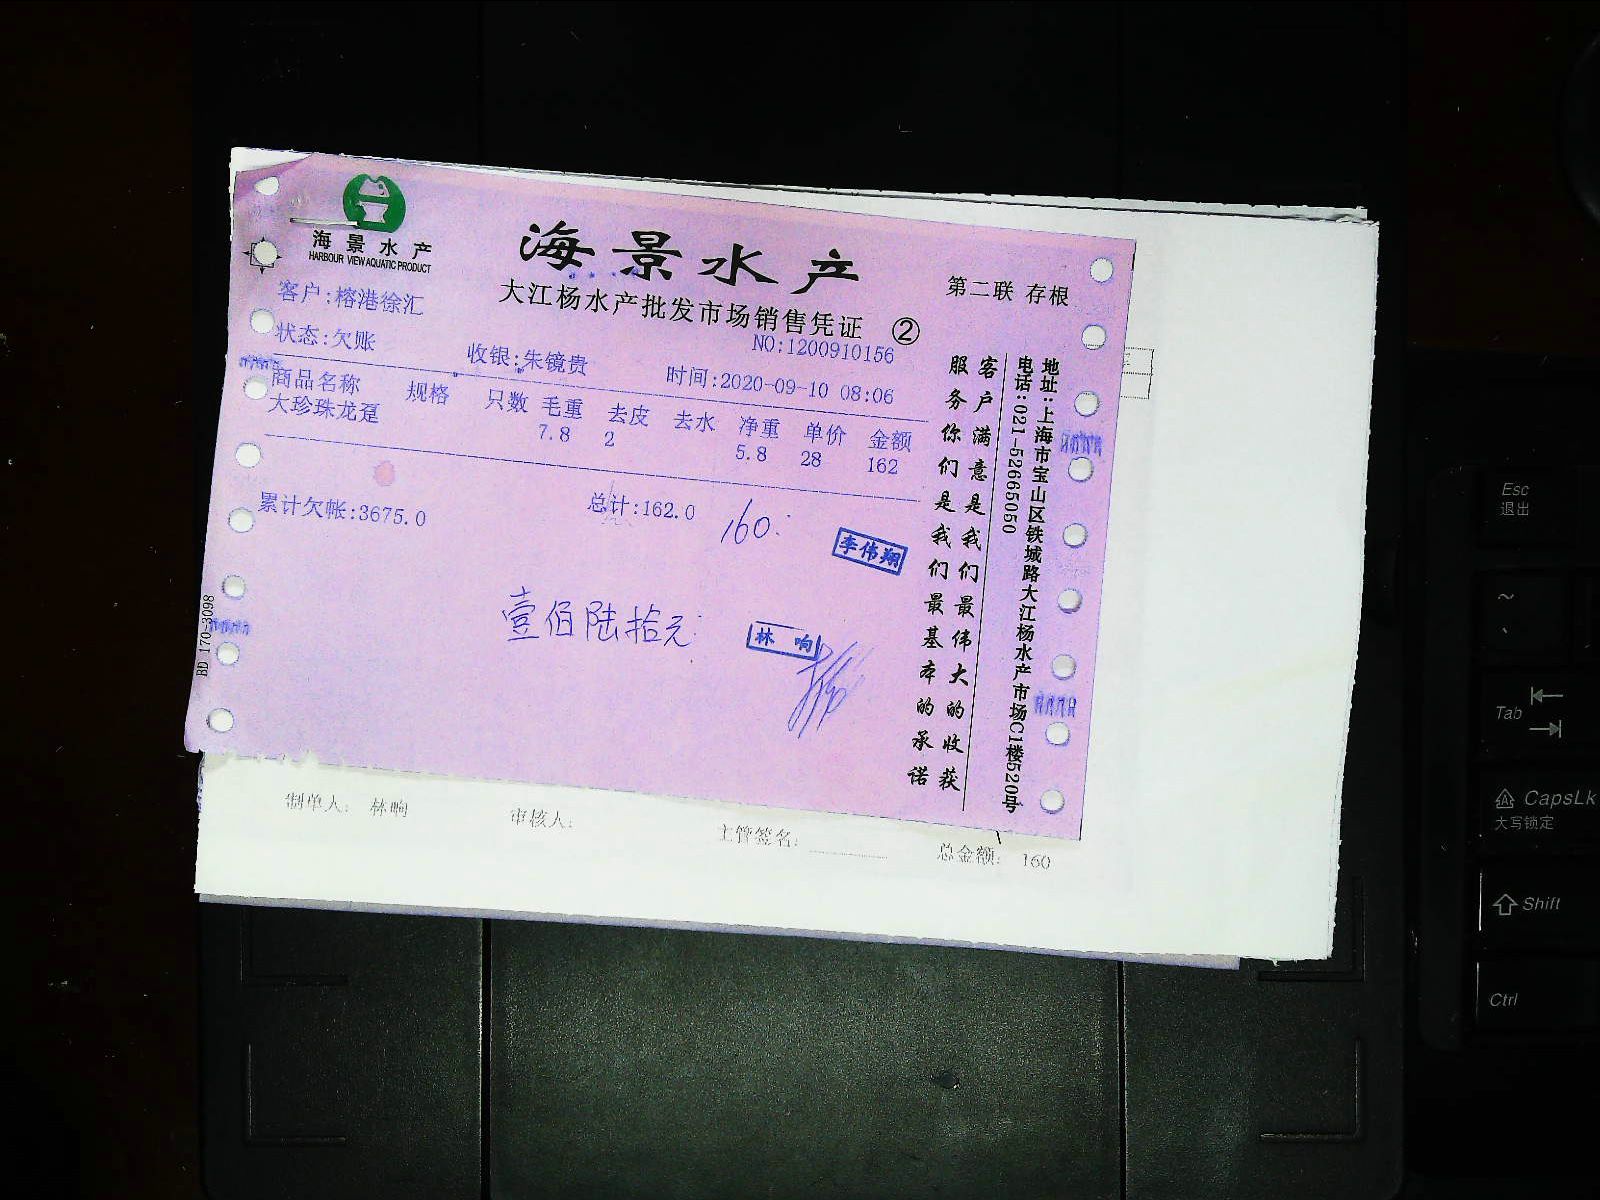 海景水产
HARBOUR VIEW AQUATIC PRODUCT
海景水产
大江杨水产批发市场销售凭证 ②
第二联 存根
客户:榕港徐汇
NO:1200910156
状态:欠账 收银:朱镜贵 时间:2020-09-10 08:06
商品名称 规格 只数 毛重 去皮 去水 净重 单价 金额
大珍珠龙趸 7.8 2 5.8 28 162
累计欠帐:3675.0 总计:162.0 160.
李伟翔
壹佰陆拾元
林 响
客户满意是我们最伟大的收获
服务你们是我们最基本的承诺
地址:上海市宝山区铁城路大江杨水产市场C1楼520号
电话:021-52665050
BD 170-3098
制单人: 林响 审核人: 主管签名: 总金额: 160
Esc
退出
~
Tab
CapsLk
大写锁定
Shift
Ctrl